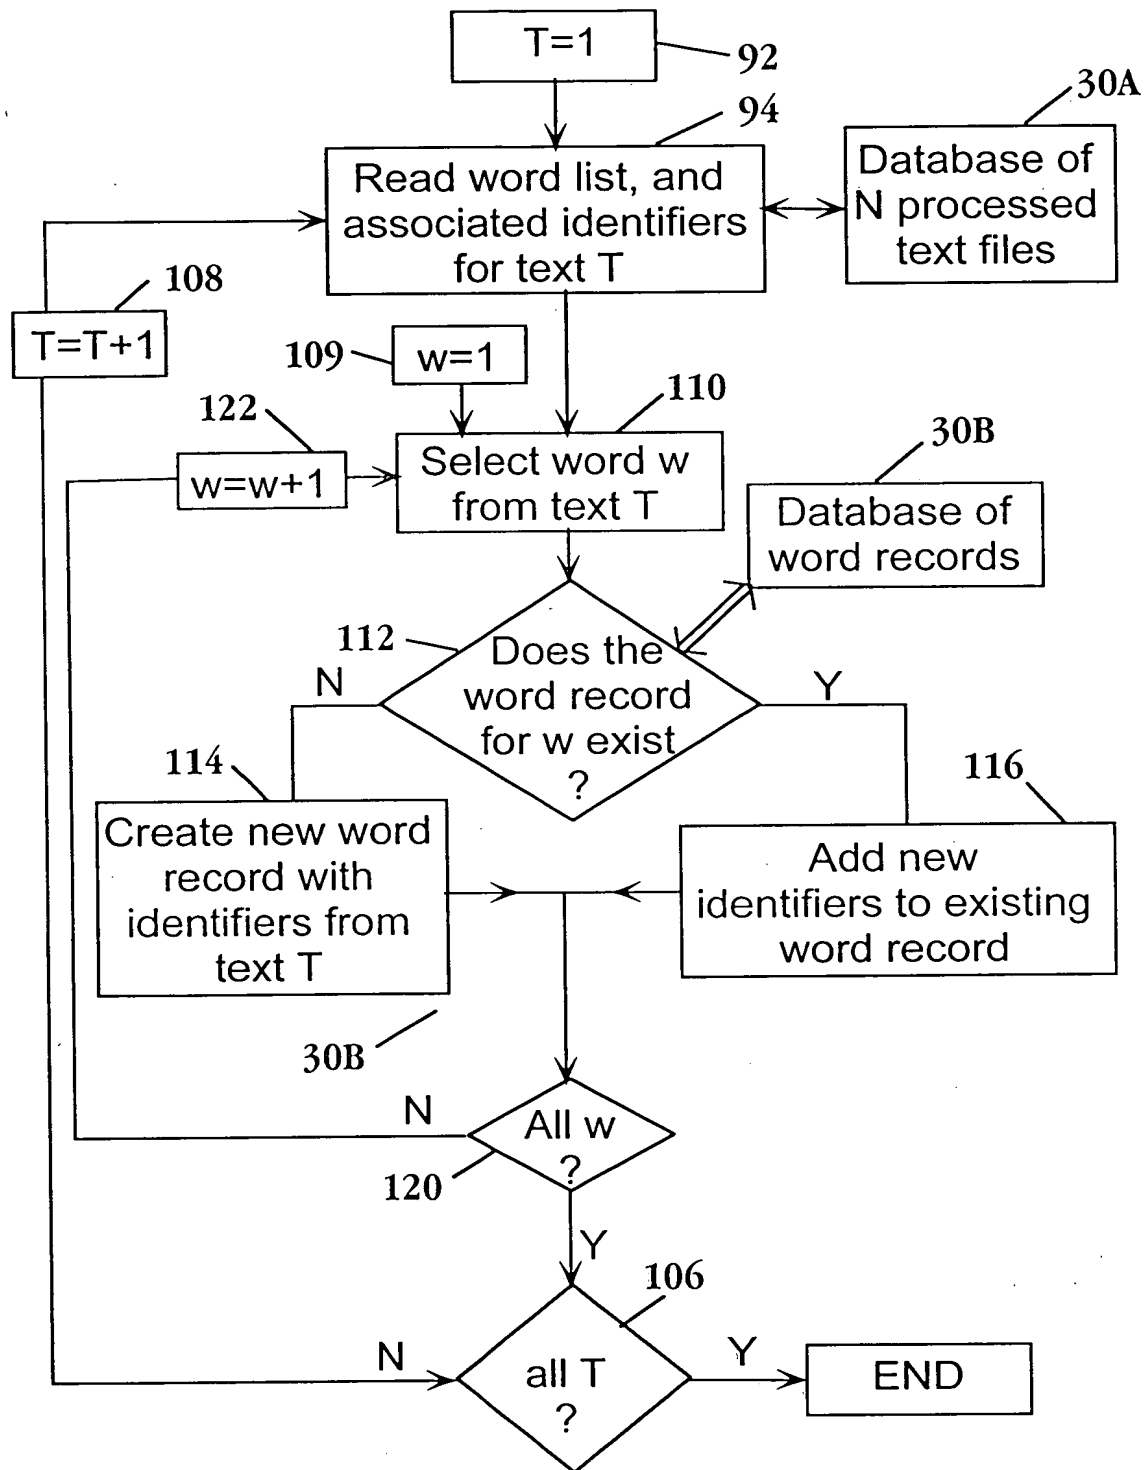 T=1
92
94
30A
Read word list, and
associated identifiers
for text T
Database of
N processed
text files
108
T=T+1
109
w=1
110
122
w=w+1
Select word w
from text T
30B
Database of
word records
112
Does the
word record
for w exist
?
N
Y
114
116
Create new word
record with
identifiers from
text T
Add new
identifiers to existing
word record
30B
N
All w
?
120
Y
106
N
all T
?
Y
END